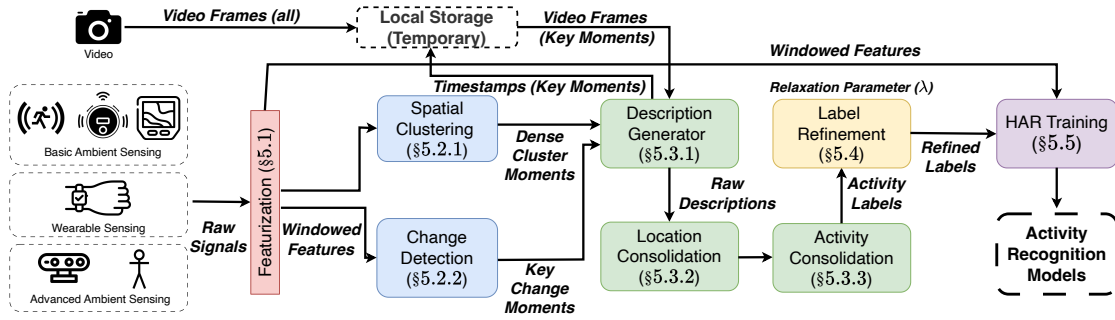 Video Frames (all)
Video
Local Storage
(Temporary)
Video Frames
(Key Moments)
Windowed Features
Timestamps (Key Moments)
Basic Ambient Sensing
Wearable Sensing
Advanced Ambient Sensing
Raw
Signals
Featurization (§5.1)
Windowed
Features
Spatial
Clustering
(§5.2.1)
Dense
Cluster
Moments
Change
Detection
(§5.2.2)
Key
Change
Moments
Description
Generator
(§5.3.1)
Raw
Descriptions
Location
Consolidation
(§5.3.2)
Activity
Consolidation
(§5.3.3)
Activity
Labels
Relaxation Parameter (λ)
Label
Refinement
(§5.4)
Refined
Labels
HAR Training
(§5.5)
Activity
Recognition
Models